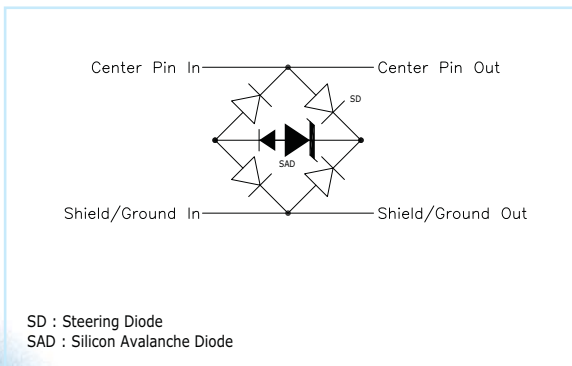 Center Pin In Center Pin Out
SD
SAD
Shield/Ground In Shield/Ground Out
SD : Steering Diode
SAD : Silicon Avalanche Diode